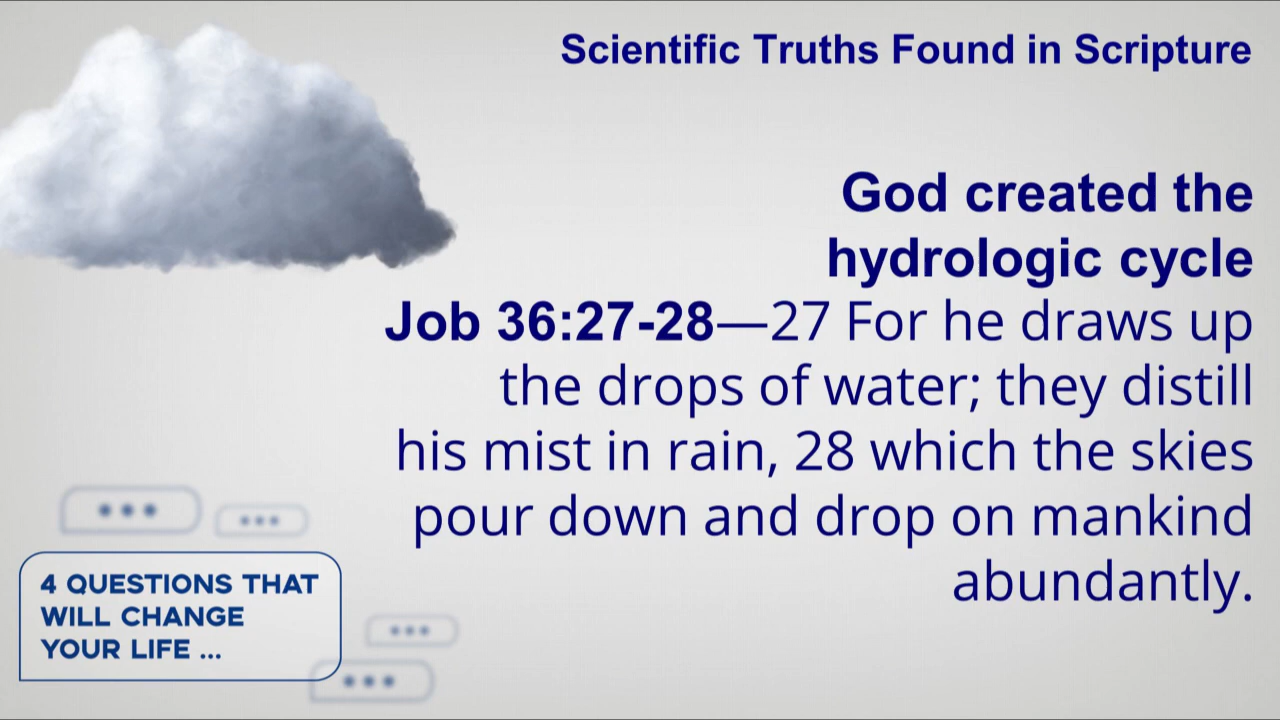 Scientific Truths Found in Scripture
God created the
hydrologic cycle
Job 36:27-28—27 For he draws up
the drops of water; they distill
his mist in rain, 28 which the skies
pour down and drop on mankind
abundantly.
4 QUESTIONS THAT
WILL CHANGE
YOUR LIFE ...